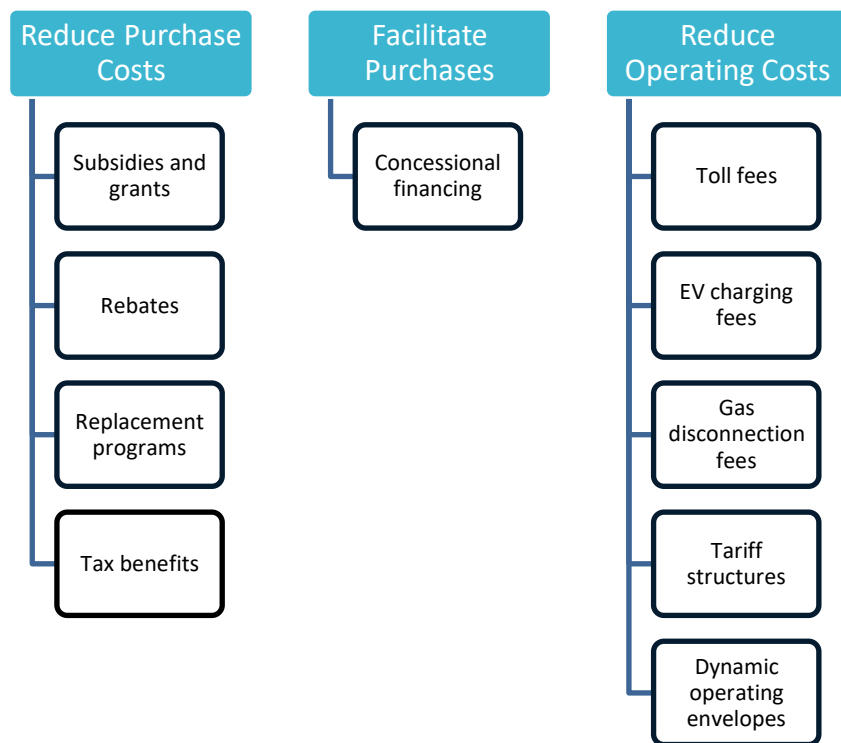 Reduce Purchase
Costs
Subsidies and
grants
Rebates
Replacement
programs
Tax benefits
Facilitate
Purchases
Concessional
financing
Reduce
Operating Costs
Toll fees
EV charging
fees
Gas
disconnection
fees
Tariff
structures
Dynamic
operating
envelopes